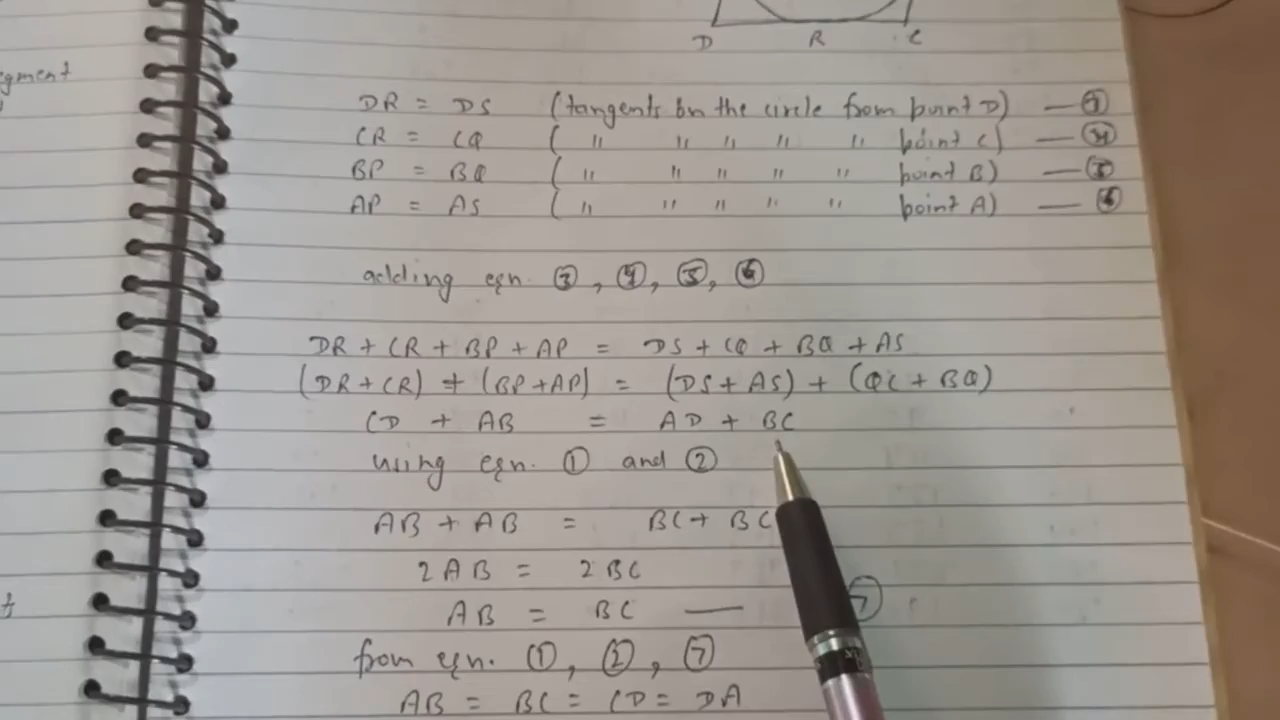 egment
D R C
DR = DS (tangents on the circle from point D) — ③
CR = CQ ( " " " " " point C) — ④
BP = BQ ( " " " " " point B) — ⑤
AP = AS ( " " " " " point A) — ⑥
adding eqn. ③, ④, ⑤, ⑥
DR + CR + BP + AP = DS + CQ + BQ + AS
(DR + CR) + (BP + AP) = (DS + AS) + (QC + BQ)
CD + AB = AD + BC
using eqn. ① and ②
AB + AB = BC + BC
2AB = 2BC
AB = BC — ⑦
from eqn. ①, ②, ⑦
AB = BC = CD = DA